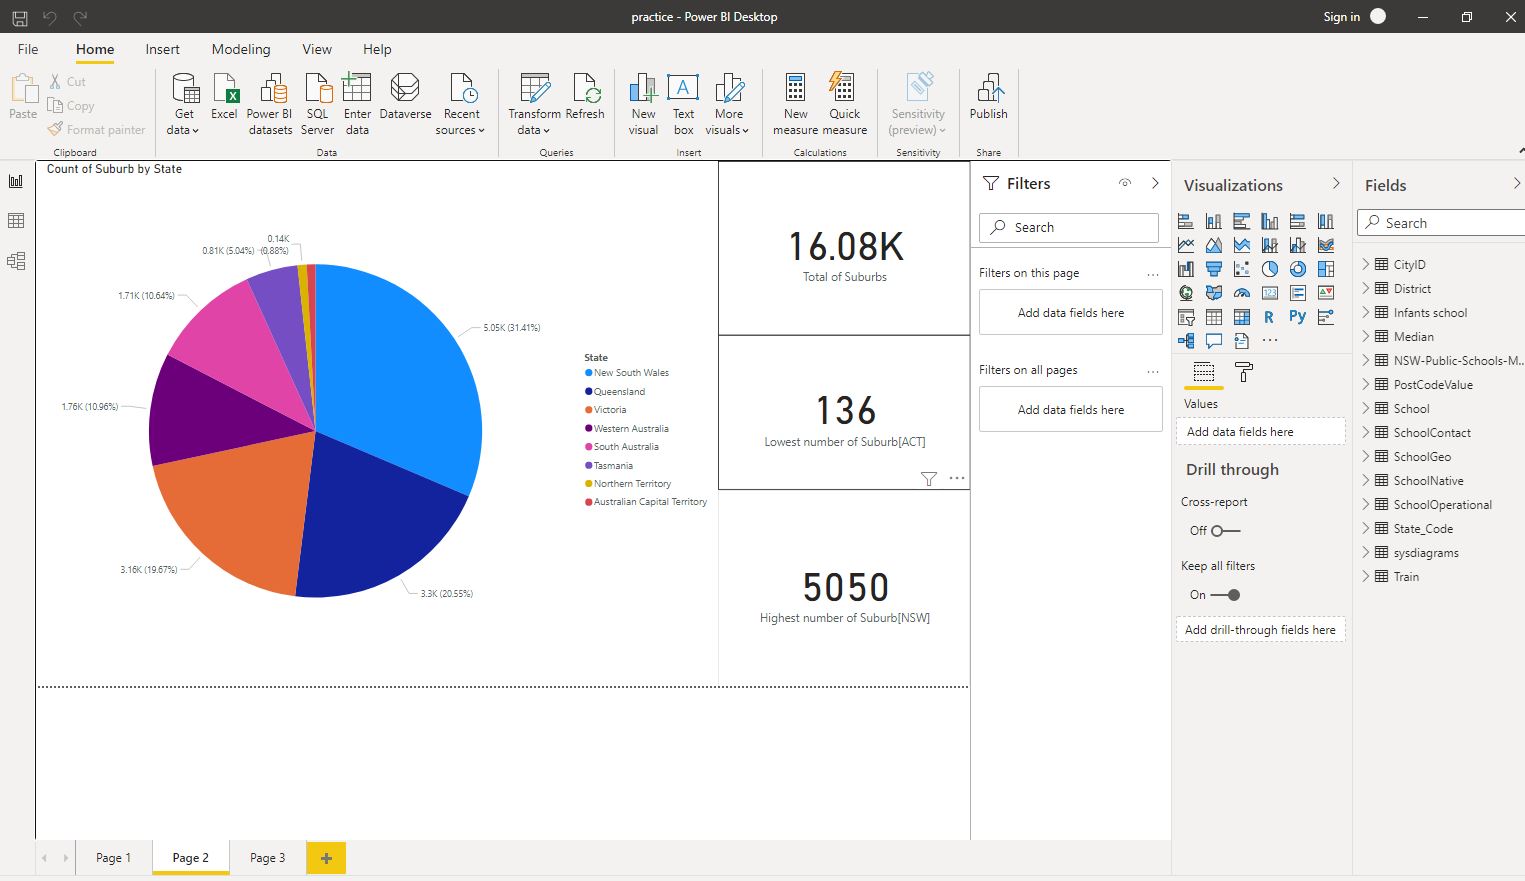 practice - Power BI Desktop
Sign in
File Home Insert Modeling View Help
Paste
Cut
Copy
Format painter
Clipboard
Get data
Excel
Power BI datasets
SQL Server
Enter data
Dataverse
Recent sources
Data
Transform data
Refresh
Queries
New visual
Text box
More visuals
Insert
New measure
Quick measure
Calculations
Sensitivity (preview)
Sensitivity
Publish
Share
Count of Suburb by State
0.14K
(0.88%)
0.81K (5.04%)
1.71K (10.64%)
1.76K (10.96%)
3.16K (19.67%)
3.3K (20.55%)
5.05K (31.41%)
State
New South Wales
Queensland
Victoria
Western Australia
South Australia
Tasmania
Northern Territory
Australian Capital Territory
16.08K
Total of Suburbs
136
Lowest number of Suburb[ACT]
5050
Highest number of Suburb[NSW]
Filters
Search
Filters on this page
Add data fields here
Filters on all pages
Add data fields here
Visualizations
123
R
Py
Values
Add data fields here
Drill through
Cross-report
Off
Keep all filters
On
Add drill-through fields here
Fields
Search
CityID
District
Infants school
Median
NSW-Public-Schools-M...
PostCodeValue
School
SchoolContact
SchoolGeo
SchoolNative
SchoolOperational
State_Code
sysdiagrams
Train
Page 1
Page 2
Page 3